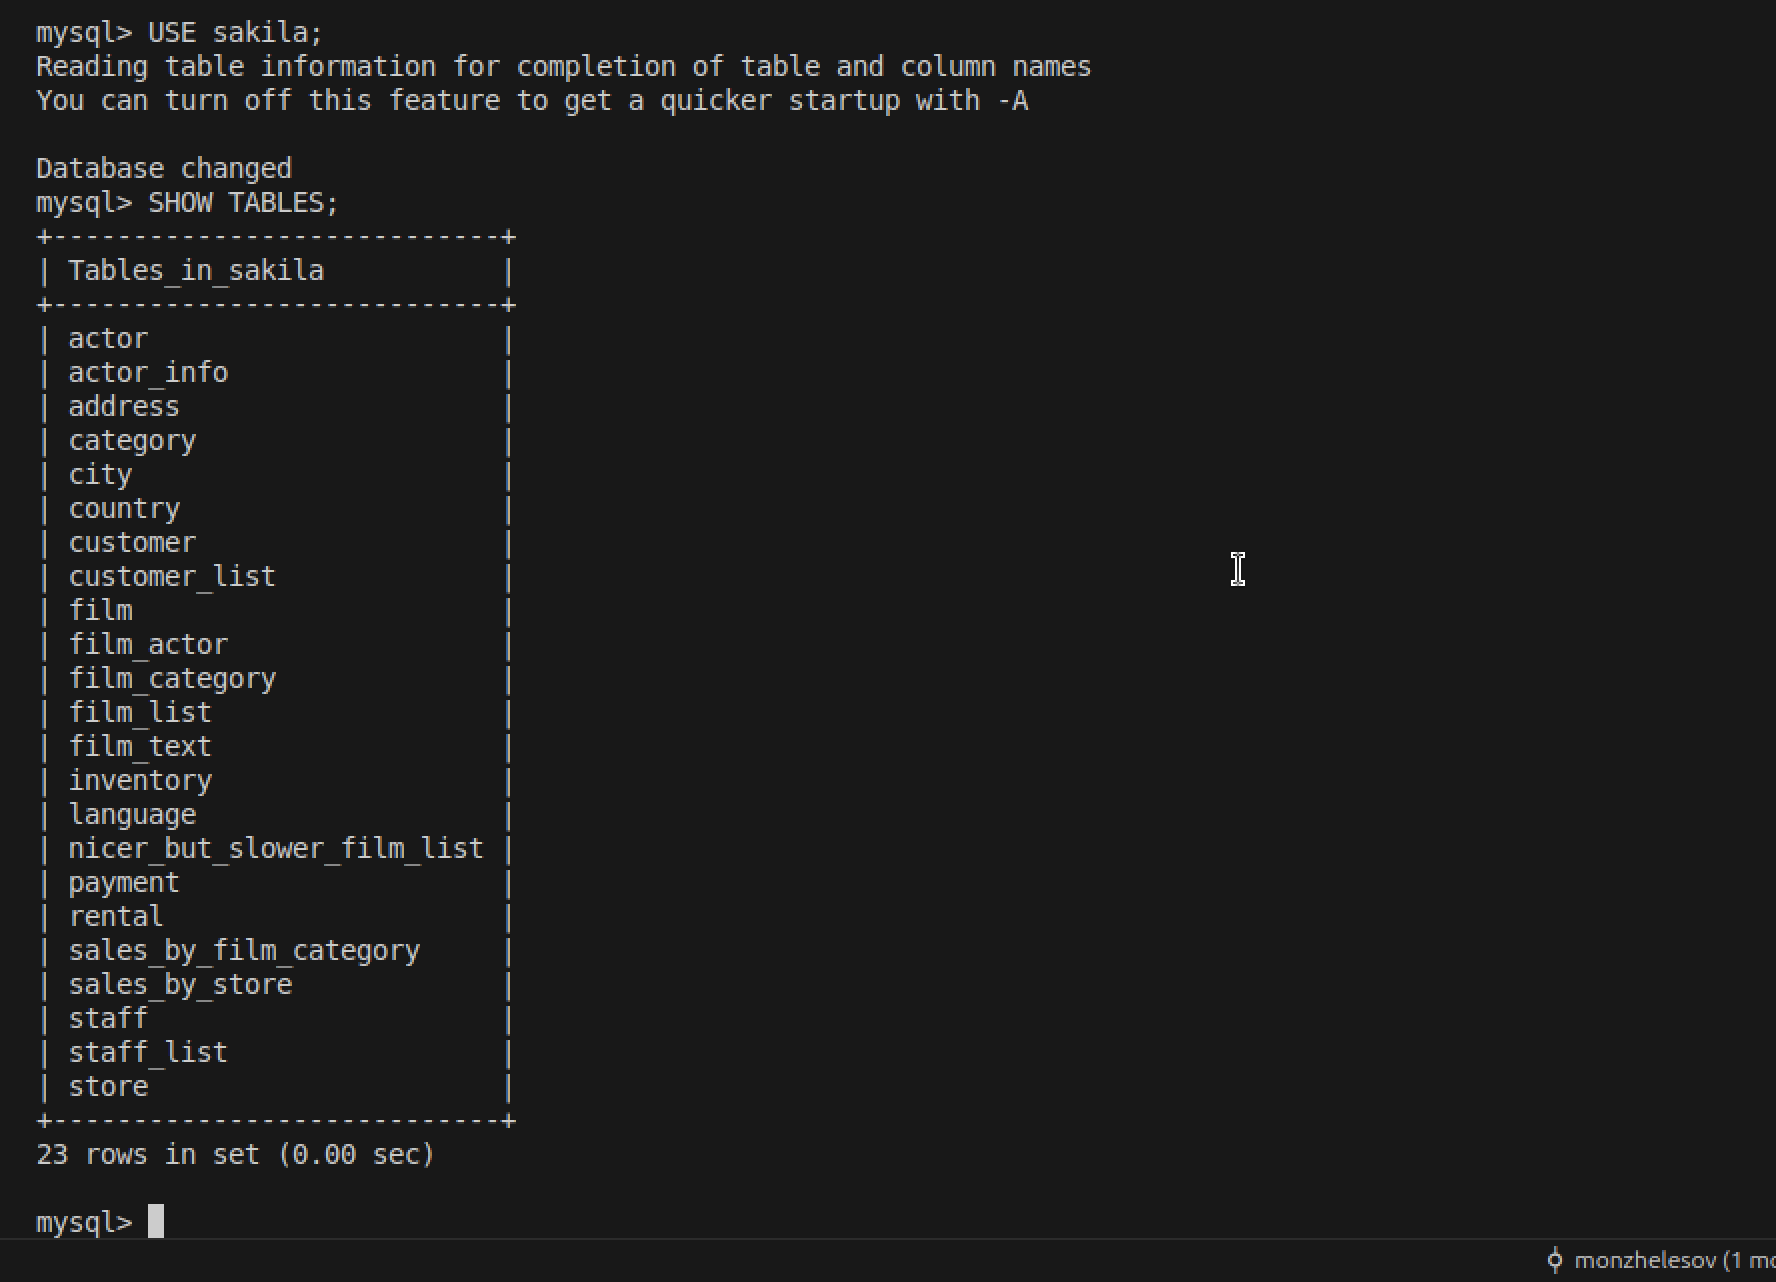 mysql> USE sakila;
Reading table information for completion of table and column names
You can turn off this feature to get a quicker startup with -A
Database changed
mysql> SHOW TABLES;
+----------------------------+
| Tables_in_sakila           |
+----------------------------+
| actor                      |
| actor_info                 |
| address                    |
| category                   |
| city                       |
| country                    |
| customer                   |
| customer_list              |
| film                       |
| film_actor                 |
| film_category              |
| film_list                  |
| film_text                  |
| inventory                  |
| language                   |
| nicer_but_slower_film_list |
| payment                    |
| rental                     |
| sales_by_film_category     |
| sales_by_store             |
| staff                      |
| staff_list                 |
| store                      |
+----------------------------+
23 rows in set (0.00 sec)
mysql>
monzhelesov (1